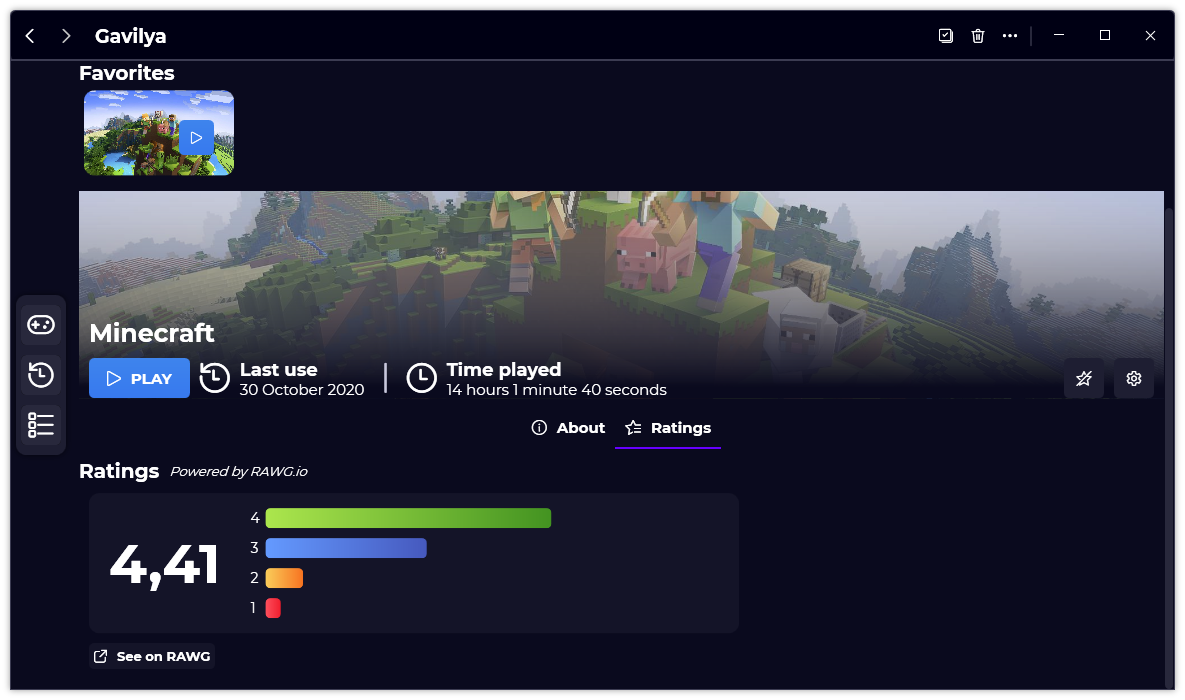 Gavilya
Favorites
Minecraft
PLAY
Last use
30 October 2020
Time played
14 hours 1 minute 40 seconds
About
Ratings
Ratings Powered by RAWG.io
4,41
4
3
2
1
See on RAWG